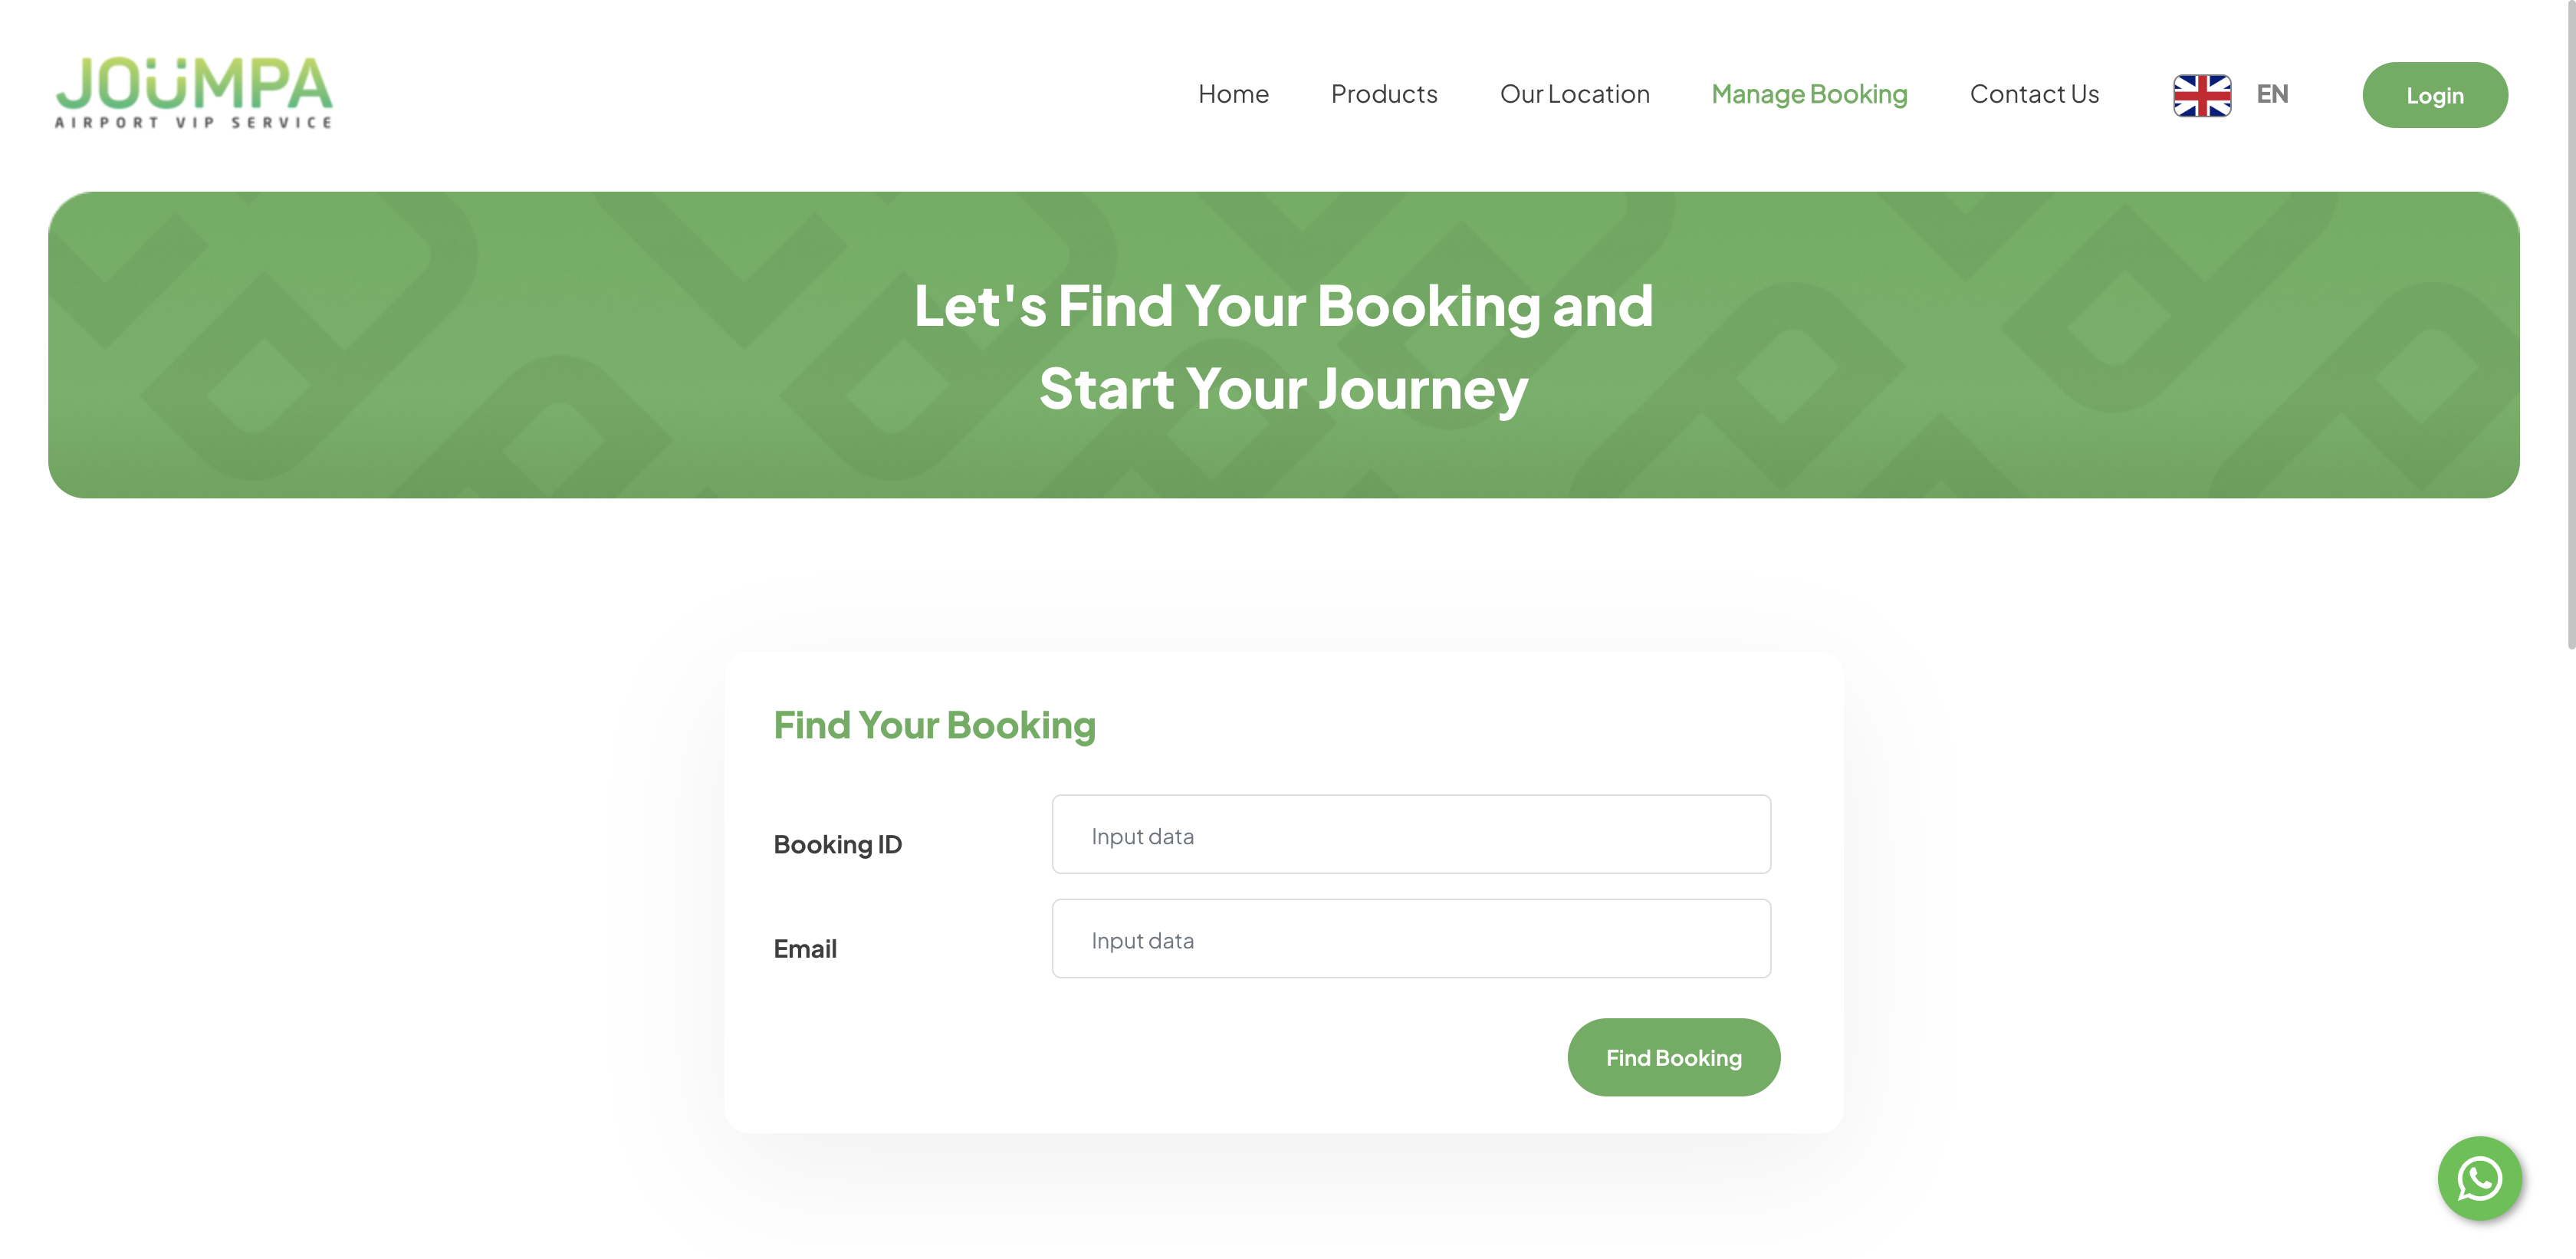 JOÜMPA
AIRPORT VIP SERVICE
Home
Products
Our Location
Manage Booking
Contact Us
EN
Login
Let's Find Your Booking and
Start Your Journey
Find Your Booking
Booking ID
Input data
Email
Input data
Find Booking